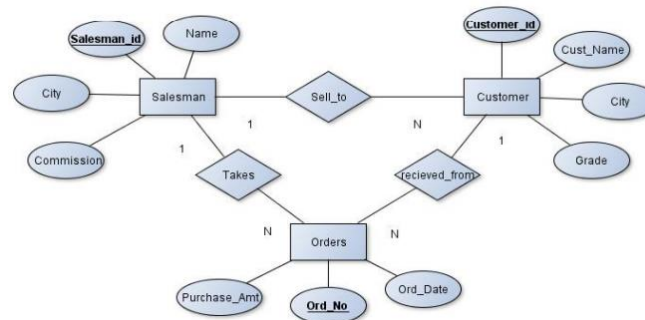 Salesman_id
Name
Customer_id
Cust_Name
City
Salesman
Sell_to
Customer
City
1
N
Commission
1
1
Grade
Takes
recieved_from
N
N
Orders
Purchase_Amt
Ord_No
Ord_Date